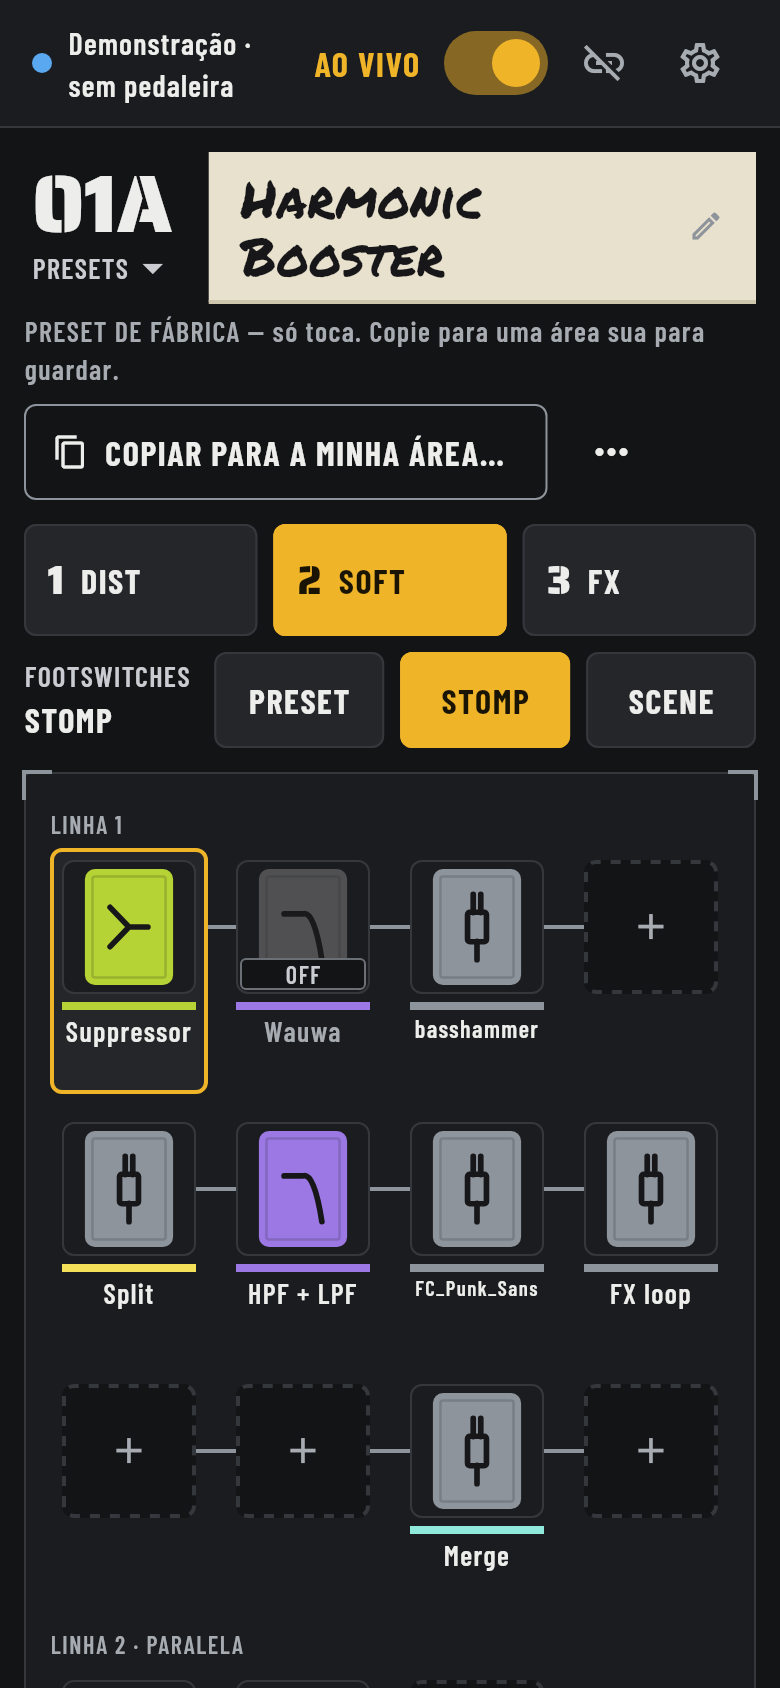 Demonstração ·
sem pedaleira
AO VIVO
01A
PRESETS
HARMONIC
BOOSTER
PRESET DE FÁBRICA — só toca. Copie para uma área sua para
guardar.
COPIAR PARA A MINHA ÁREA...
1 DIST
2 SOFT
3 FX
FOOTSWITCHES
STOMP
PRESET
STOMP
SCENE
LINHA 1
OFF
Suppressor
Wauwa
basshammer
Split
HPF + LPF
FC_Punk_Sans
FX loop
Merge
LINHA 2 · PARALELA